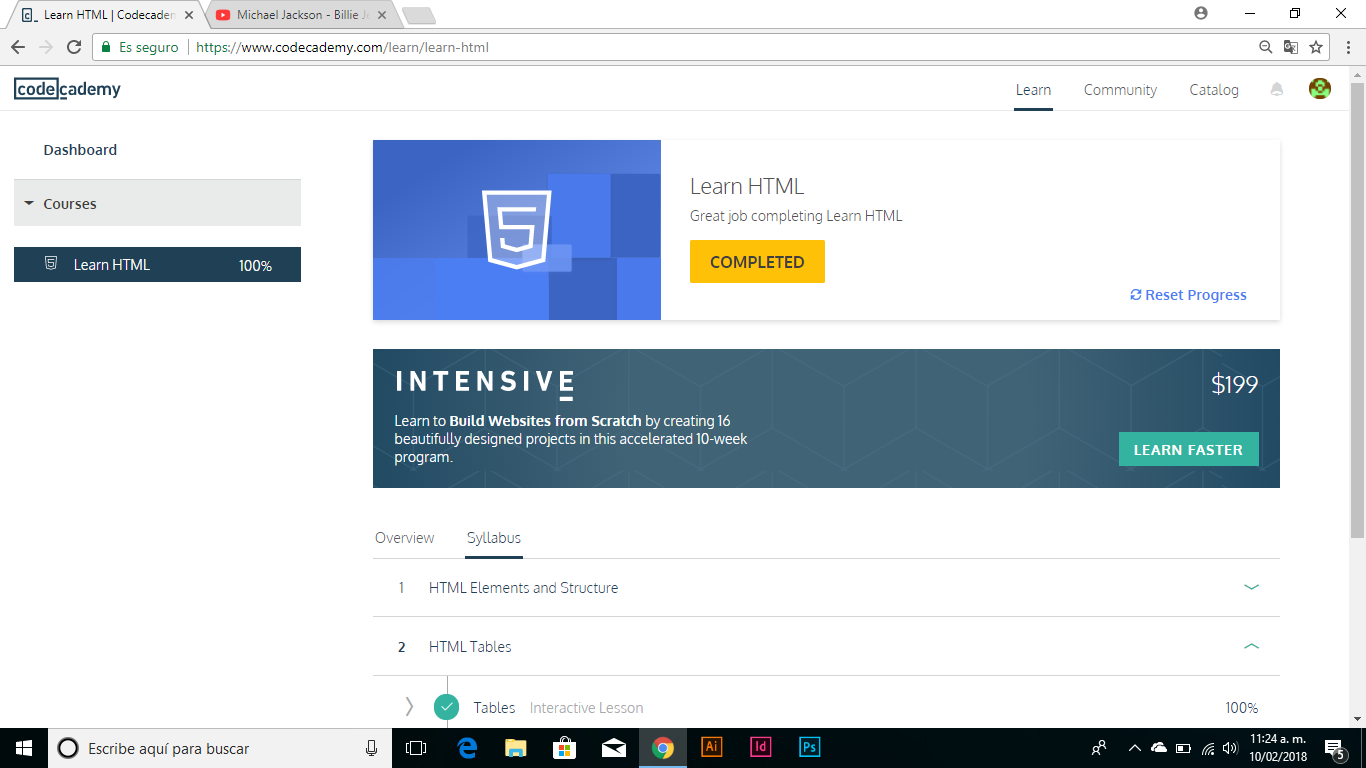 Learn HTML | Codecadem
Michael Jackson - Billie Je
Es seguro
https://www.codecademy.com/learn/learn-html
codecademy
Learn
Community
Catalog
Dashboard
Courses
Learn HTML 100%
Learn HTML
Great job completing Learn HTML
COMPLETED
Reset Progress
INTENSIVE
$199
Learn to Build Websites from Scratch by creating 16
beautifully designed projects in this accelerated 10-week
program.
LEARN FASTER
Overview
Syllabus
1 HTML Elements and Structure
2 HTML Tables
Tables Interactive Lesson 100%
Escribe aquí para buscar
Ai
Id
Ps
11:24 a. m.
10/02/2018
5